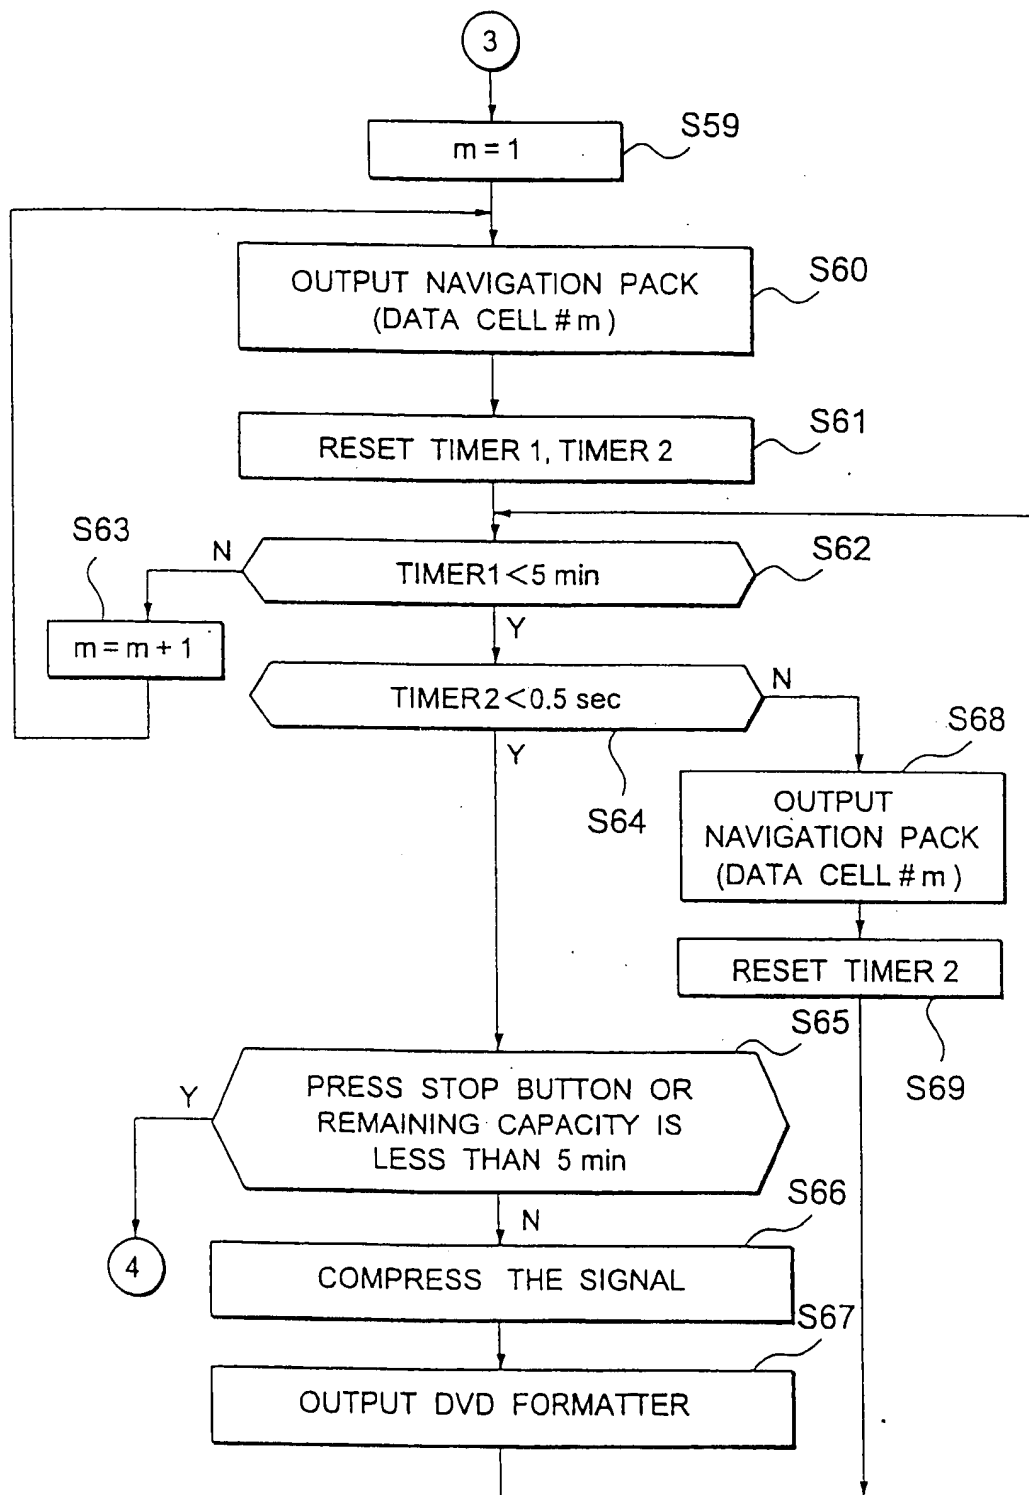 3
S59
m = 1
S60
OUTPUT NAVIGATION PACK
(DATA CELL # m )
S61
RESET TIMER 1, TIMER 2
S63
N
S62
TIMER1 < 5 min
m = m + 1
Y
TIMER2 < 0.5 sec
N
Y
S64
S68
OUTPUT
NAVIGATION PACK
(DATA CELL # m )
RESET TIMER 2
S69
S65
Y
PRESS STOP BUTTON OR
REMAINING CAPACITY IS
LESS THAN 5 min
N
S66
4
COMPRESS THE SIGNAL
S67
OUTPUT DVD FORMATTER